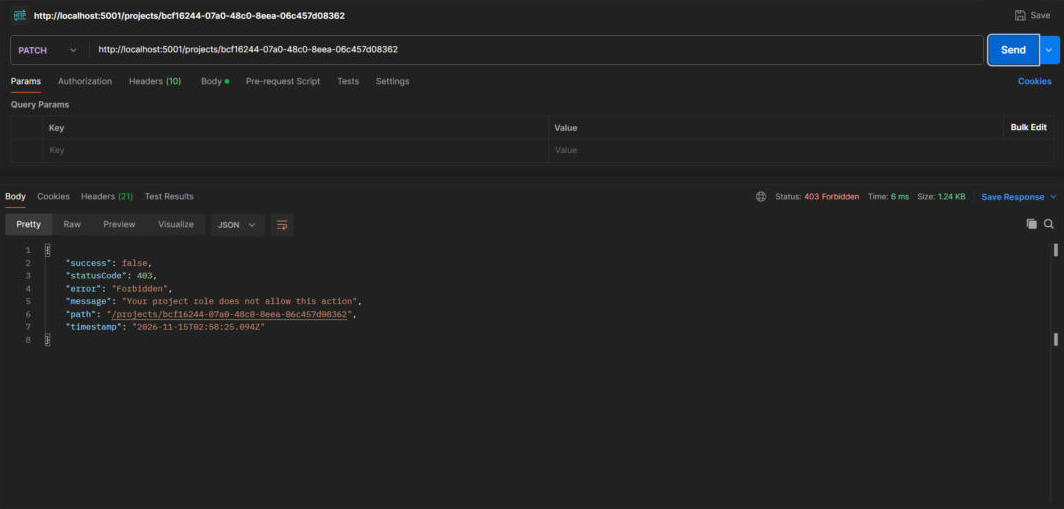 HTTP http://localhost:5001/projects/bcf16244-07a0-48c0-8eea-06c457d08362 Save
PATCH http://localhost:5001/projects/bcf16244-07a0-48c0-8eea-06c457d08362 Send
Params Authorization Headers (10) Body Pre-request Script Tests Settings Cookies
Query Params
Key Value Bulk Edit
Key Value
Body Cookies Headers (21) Test Results Status: 403 Forbidden Time: 6 ms Size: 1.24 KB Save Response
Pretty Raw Preview Visualize JSON
1 {
2 "success": false,
3 "statusCode": 403,
4 "error": "Forbidden",
5 "message": "Your project role does not allow this action",
6 "path": "/projects/bcf16244-07a0-48c0-8eea-06c457d08362",
7 "timestamp": "2026-11-15T02:58:25.094Z"
8 }